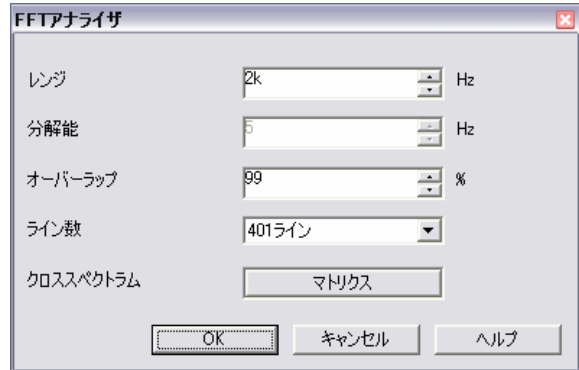 FFTアナライザ
レンジ 2k Hz
分解能 5 Hz
オーバーラップ 99 %
ライン数 401ライン
クロススペクトラム マトリクス
OK キャンセル ヘルプ